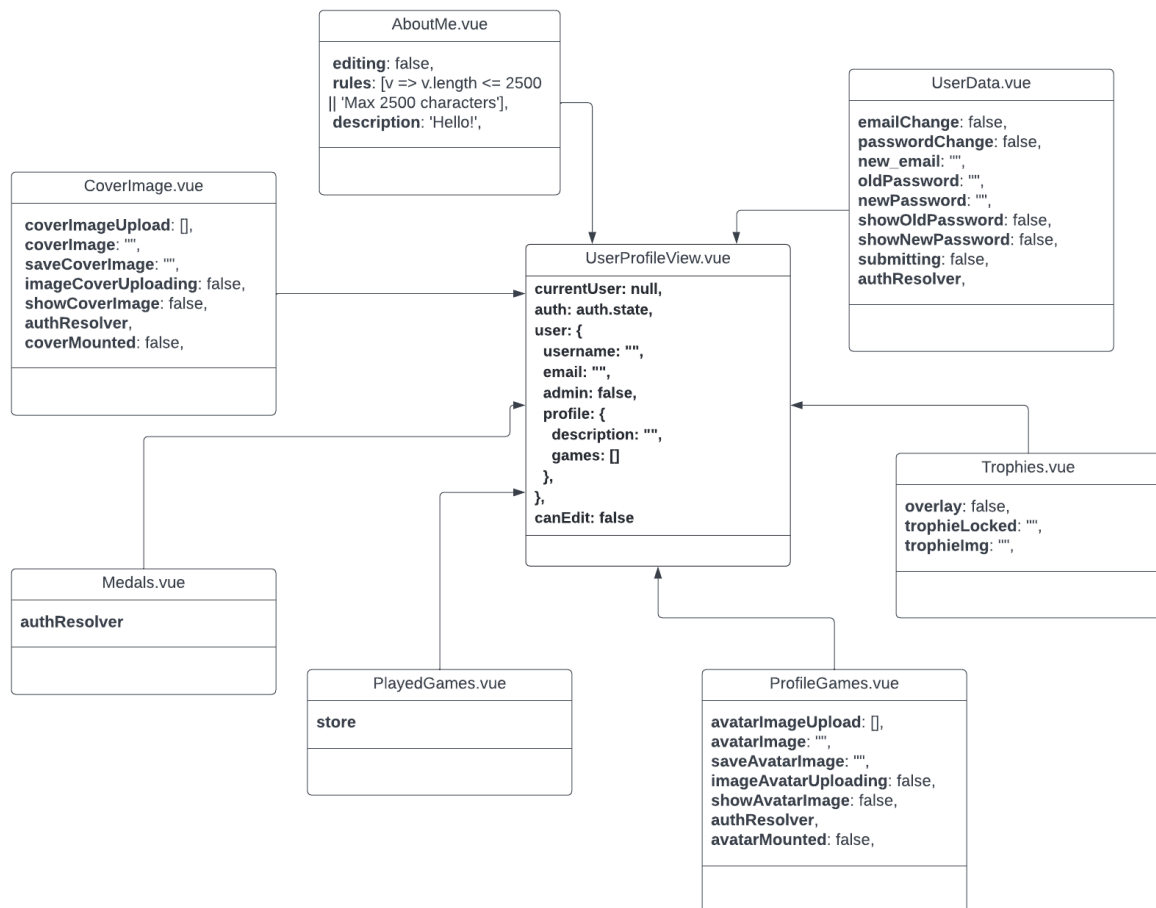 AboutMe.vue
editing: false,
rules: [v => v.length <= 2500
|| 'Max 2500 characters'],
description: 'Hello!',
UserData.vue
emailChange: false,
passwordChange: false,
new_email: "",
oldPassword: "",
newPassword: "",
showOldPassword: false,
showNewPassword: false,
submitting: false,
authResolver,
CoverImage.vue
coverImageUpload: [],
coverImage: "",
saveCoverImage: "",
imageCoverUploading: false,
showCoverImage: false,
authResolver,
coverMounted: false,
UserProfileView.vue
currentUser: null,
auth: auth.state,
user: {
username: "",
email: "",
admin: false,
profile: {
description: "",
games: []
},
},
canEdit: false
Trophies.vue
overlay: false,
trophieLocked: "",
trophieImg: "",
Medals.vue
authResolver
PlayedGames.vue
store
ProfileGames.vue
avatarImageUpload: [],
avatarImage: "",
saveAvatarImage: "",
imageAvatarUploading: false,
showAvatarImage: false,
authResolver,
avatarMounted: false,